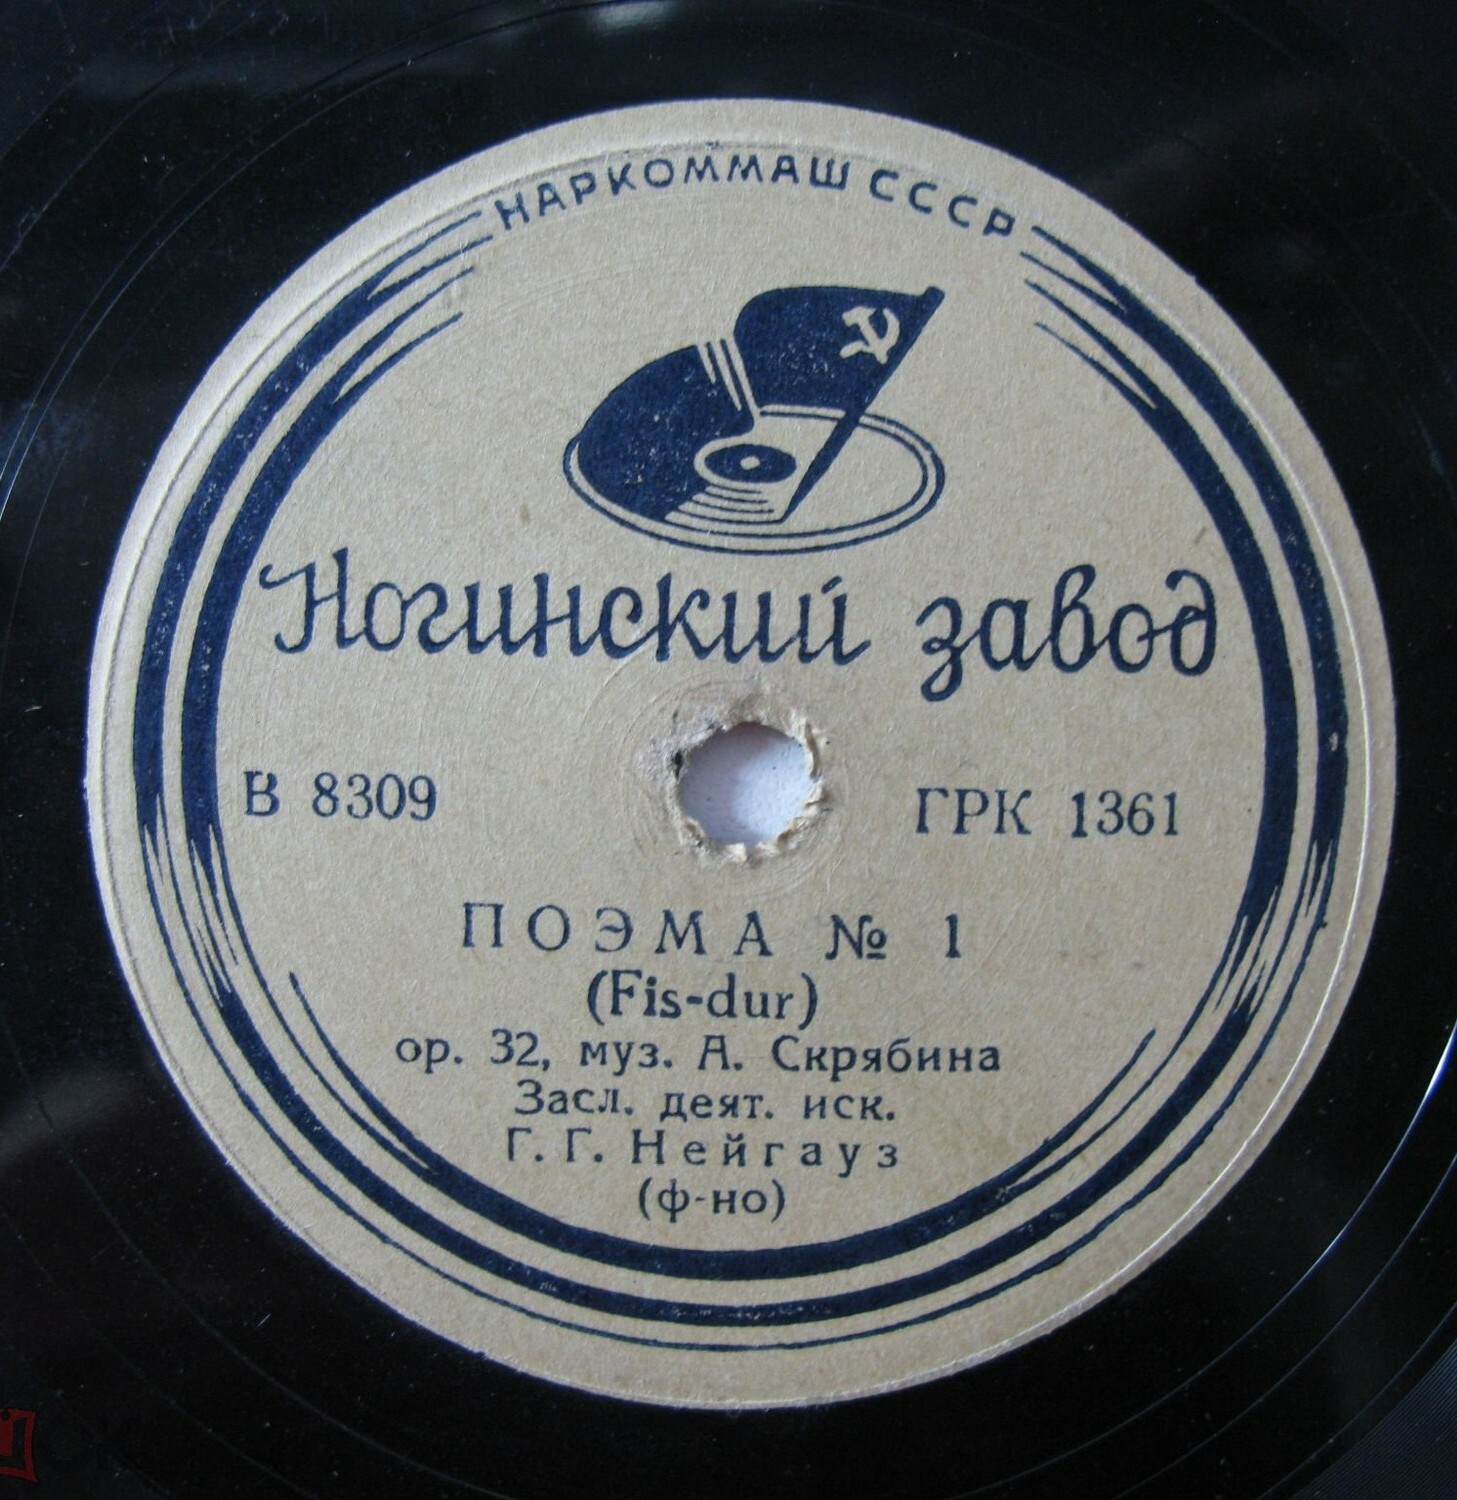 НАРКОММАШ СССР
Ногинский завод
В 8309
ГРК 1361
ПОЭМА № 1
(Fis-dur)
ор. 32, муз. А. Скрябина
Засл. деят. иск.
Г. Г. Нейгауз
(ф-но)